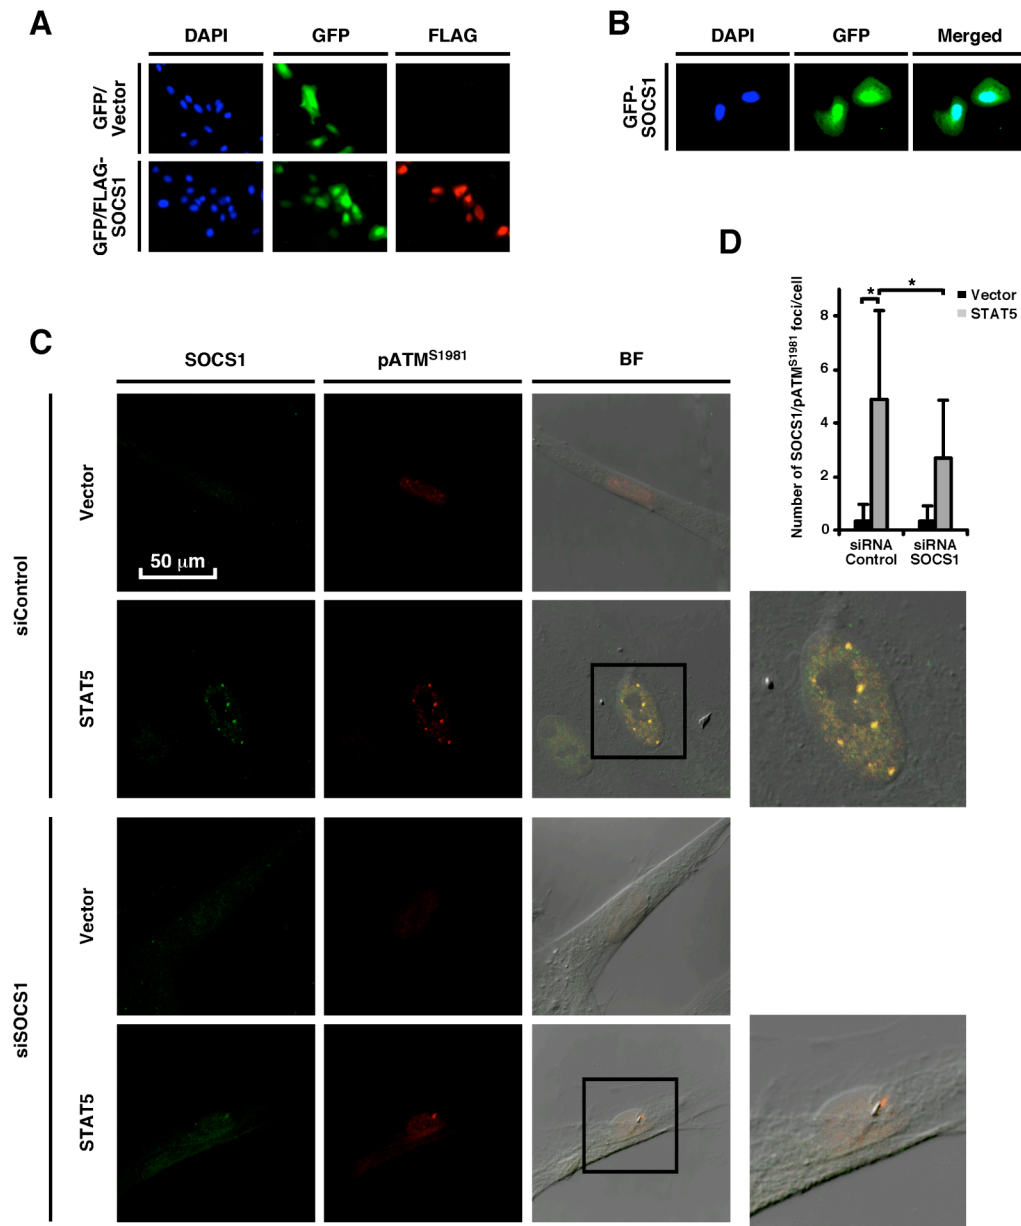 A
DAPI GFP FLAG
GFP/
Vector
GFP/FLAG-
SOCS1
B
DAPI GFP Merged
GFP-
SOCS1
C
SOCS1 pATM^S1981 BF
siControl
Vector
50 μm
STAT5
siSOCS1
Vector
STAT5
D
Number of SOCS1/pATM^S1981 foci/cell
8
6
4
2
0
* *
Vector
STAT5
siRNA
Control
siRNA
SOCS1